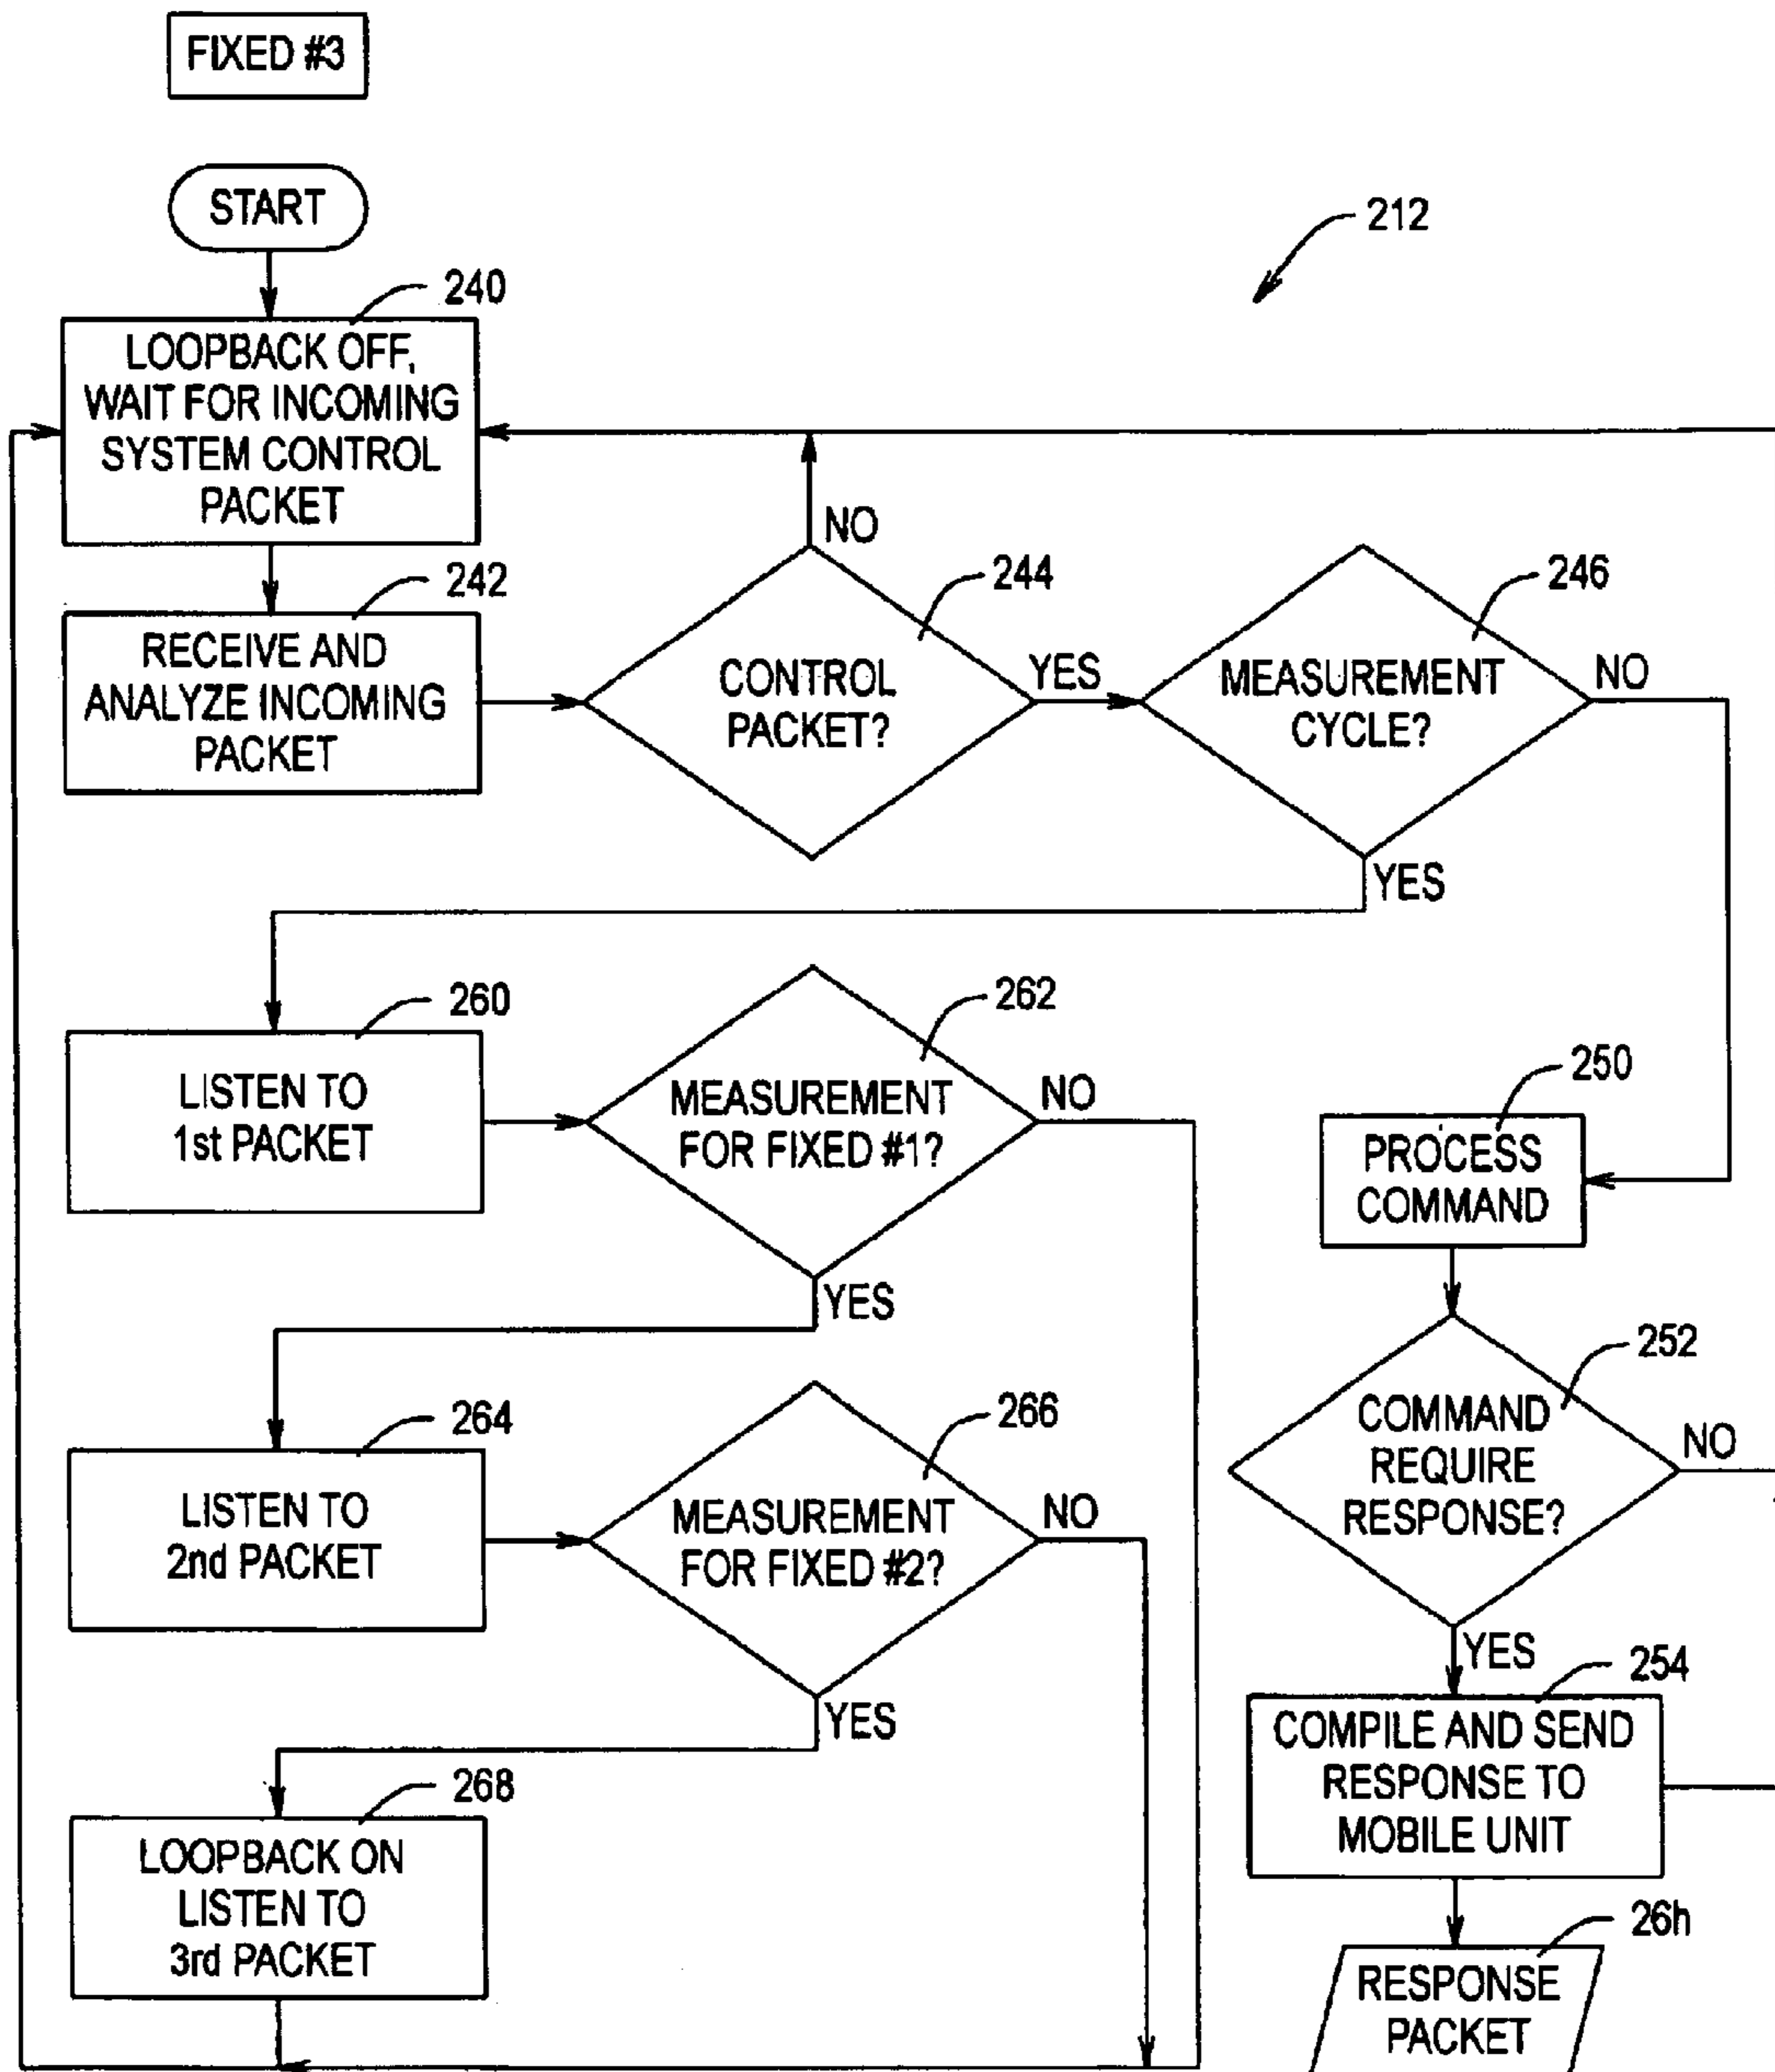 FIXED #3
START
212
240
LOOPBACK OFF,
WAIT FOR INCOMING
SYSTEM CONTROL
PACKET
NO
242
244
246
RECEIVE AND
ANALYZE INCOMING
PACKET
CONTROL
PACKET?
YES
MEASUREMENT
CYCLE?
NO
YES
260
262
LISTEN TO
1st PACKET
MEASUREMENT
FOR FIXED #1?
NO
YES
250
PROCESS
COMMAND
252
COMMAND
REQUIRE
RESPONSE?
NO
YES
264
266
LISTEN TO
2nd PACKET
MEASUREMENT
FOR FIXED #2?
NO
YES
254
COMPILE AND SEND
RESPONSE TO
MOBILE UNIT
268
LOOPBACK ON
LISTEN TO
3rd PACKET
26h
RESPONSE
PACKET